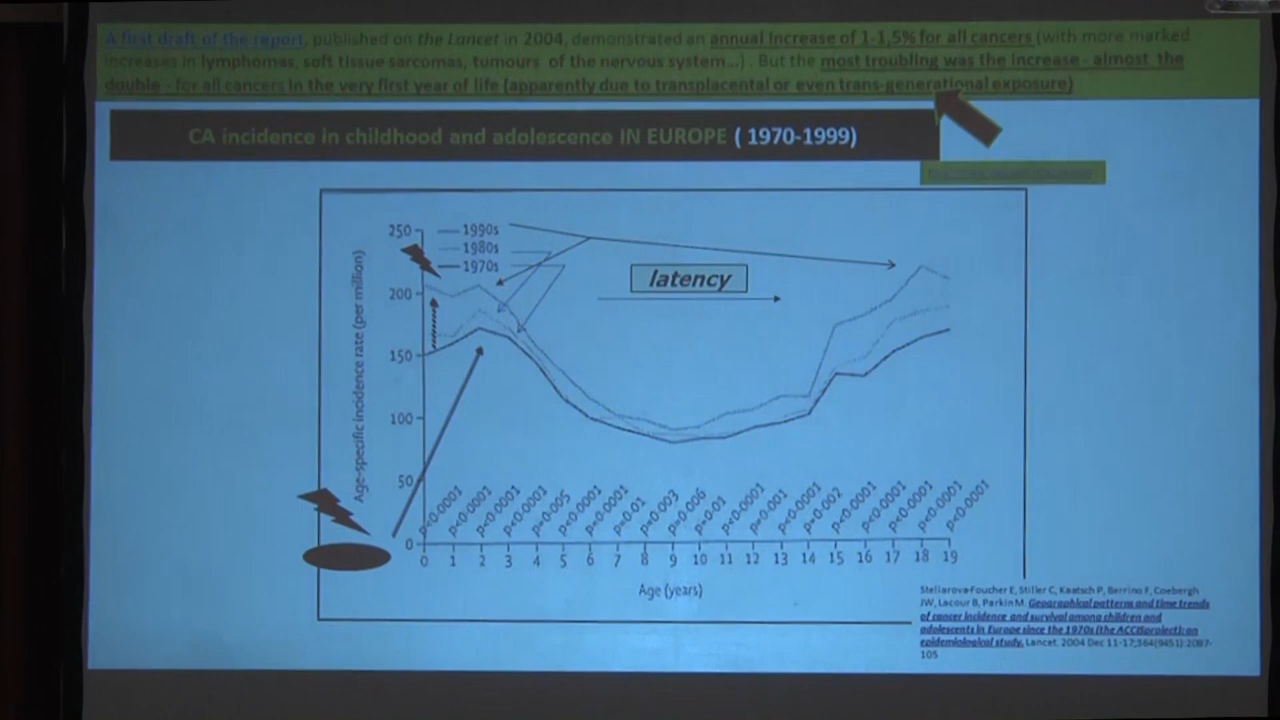 A first draft of the report, published on the Lancet in 2004, demonstrated an annual increase of 1-1,5% for all cancers (with more marked
increases in lymphomas, soft tissue sarcomas, tumours of the nervous system...) . But the most troubling was the increase - almost the
double - for all cancers in the very first year of life (apparently due to transplacental or even trans-generational exposure)
CA incidence in childhood and adolescence IN EUROPE ( 1970-1999)
250
200
150
100
50
0
Age-specific incidence rate (per million)
1990s
1980s
1970s
latency
p<0·0001
p<0·0001
p<0·0001
p<0·0001
p=0·005
p<0·0001
p<0·0001
p=0·01
p=0·003
p=0·006
p=0·01
p<0·0001
p=0·001
p<0·0001
p=0·002
p<0·0001
p<0·0001
p<0·0001
p<0·0001
p<0·0001
0 1 2 3 4 5 6 7 8 9 10 11 12 13 14 15 16 17 18 19
Age (years)
Steliarova-Foucher E, Stiller C, Kaatsch P, Berrino F, Coebergh
JW, Lacour B, Parkin M. Geographical patterns and time trends
of cancer incidence and survival among children and
adolescents in Europe since the 1970s (the ACCISproject): an
epidemiological study. Lancet. 2004 Dec 11-17;364(9451):2097-
105